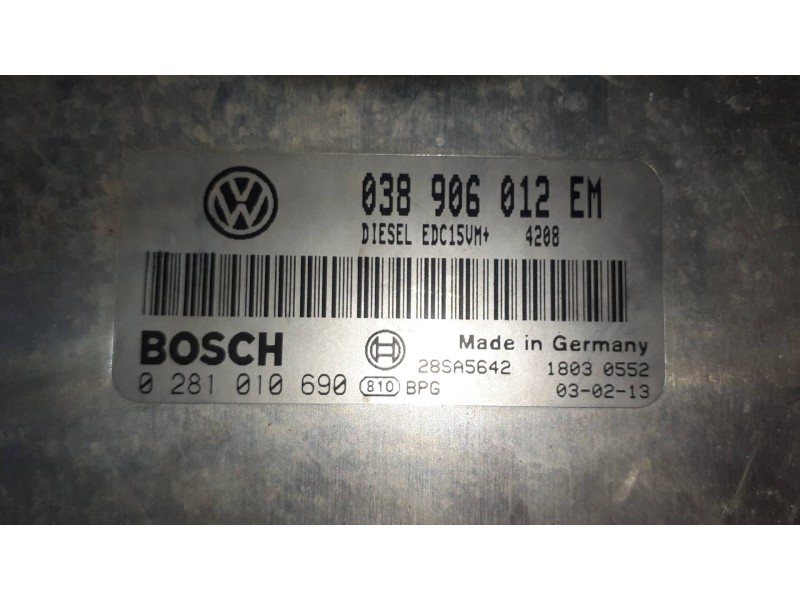 038 906 012 EM
DIESEL EDC15VM+ 4208
BOSCH
Made in Germany
28SA5642 1803 0552
0 281 010 690 810 BPG 03-02-13